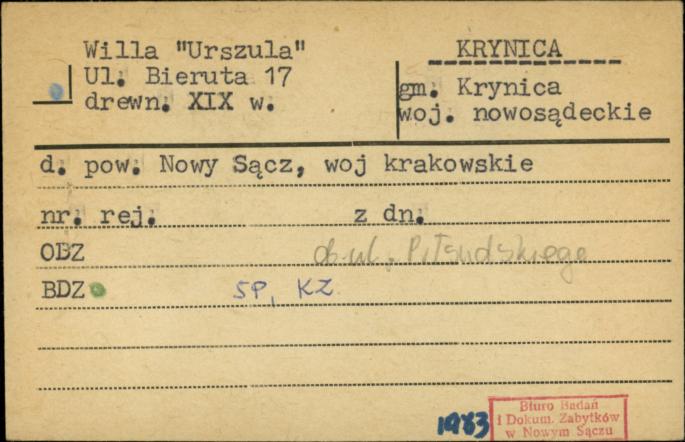 Willa "Urszula"
Ul. Bieruta 17
drewn. XIX w.
KRYNICA
gm. Krynica
woj. nowosądeckie
d. pow. Nowy Sącz, woj krakowskie
nr. rej. z dn.
OBZ ob. ul. Piłsudskiego
BDZ SP, KZ
1983
Biuro Badań
i Dokum. Zabytków
w Nowym Sączu